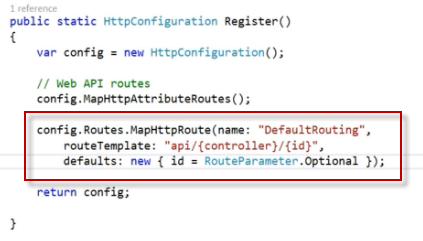 1 reference
public static HttpConfiguration Register()
{
var config = new HttpConfiguration();
// Web API routes
config.MapHttpAttributeRoutes();
config.Routes.MapHttpRoute(name: "DefaultRouting",
routeTemplate: "api/{controller}/{id}",
defaults: new { id = RouteParameter.Optional });
return config;
}